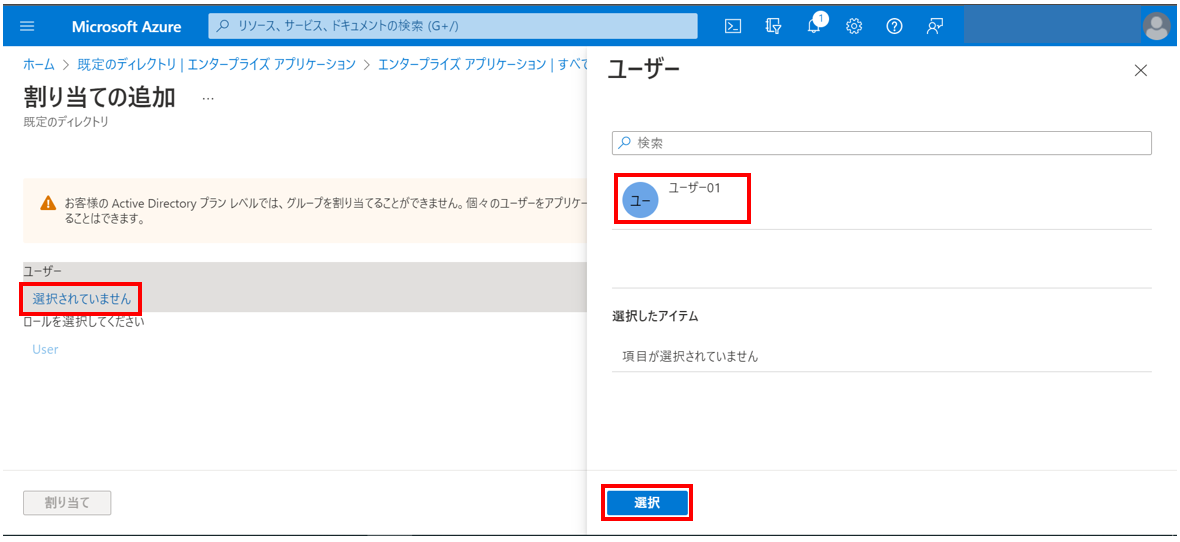 Microsoft Azure
リソース、サービス、ドキュメントの検索 (G+/)
1
ホーム > 既定のディレクトリ | エンタープライズ アプリケーション > エンタープライズ アプリケーション | すべて
割り当ての追加 …
既定のディレクトリ
お客様の Active Directory プラン レベルでは、グループを割り当てることができません。個々のユーザーをアプリケー
ることはできます。
ユーザー
選択されていません
ロールを選択してください
User
割り当て
ユーザー
検索
ユー
ユーザー01
選択したアイテム
項目が選択されていません
選択